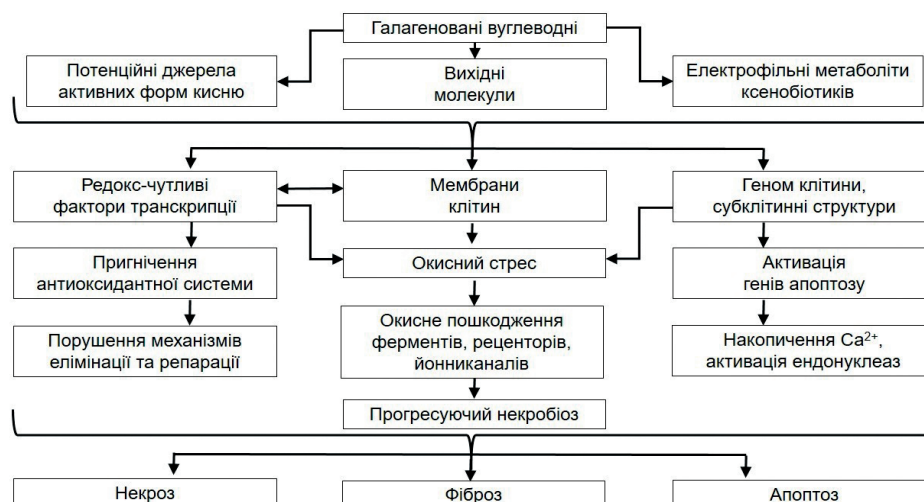 Галагеновані вуглеводні
Потенційні джерела
активних форм кисню
Вихідні
молекули
Електрофільні метаболіти
ксенобіотиків
Редокс-чутливі
фактори транскрипції
Мембрани
клітин
Геном клітини,
субклітинні структури
Пригнічення
антиоксидантної системи
Окисний стрес
Активація
генів апоптозу
Порушення механізмів
елімінації та репарації
Окисне пошкодження
ферментів, реценторів,
йонниканалів
Накопичення Ca²⁺,
активація ендонуклеаз
Прогресуючий некробіоз
Некроз
Фіброз
Апоптоз